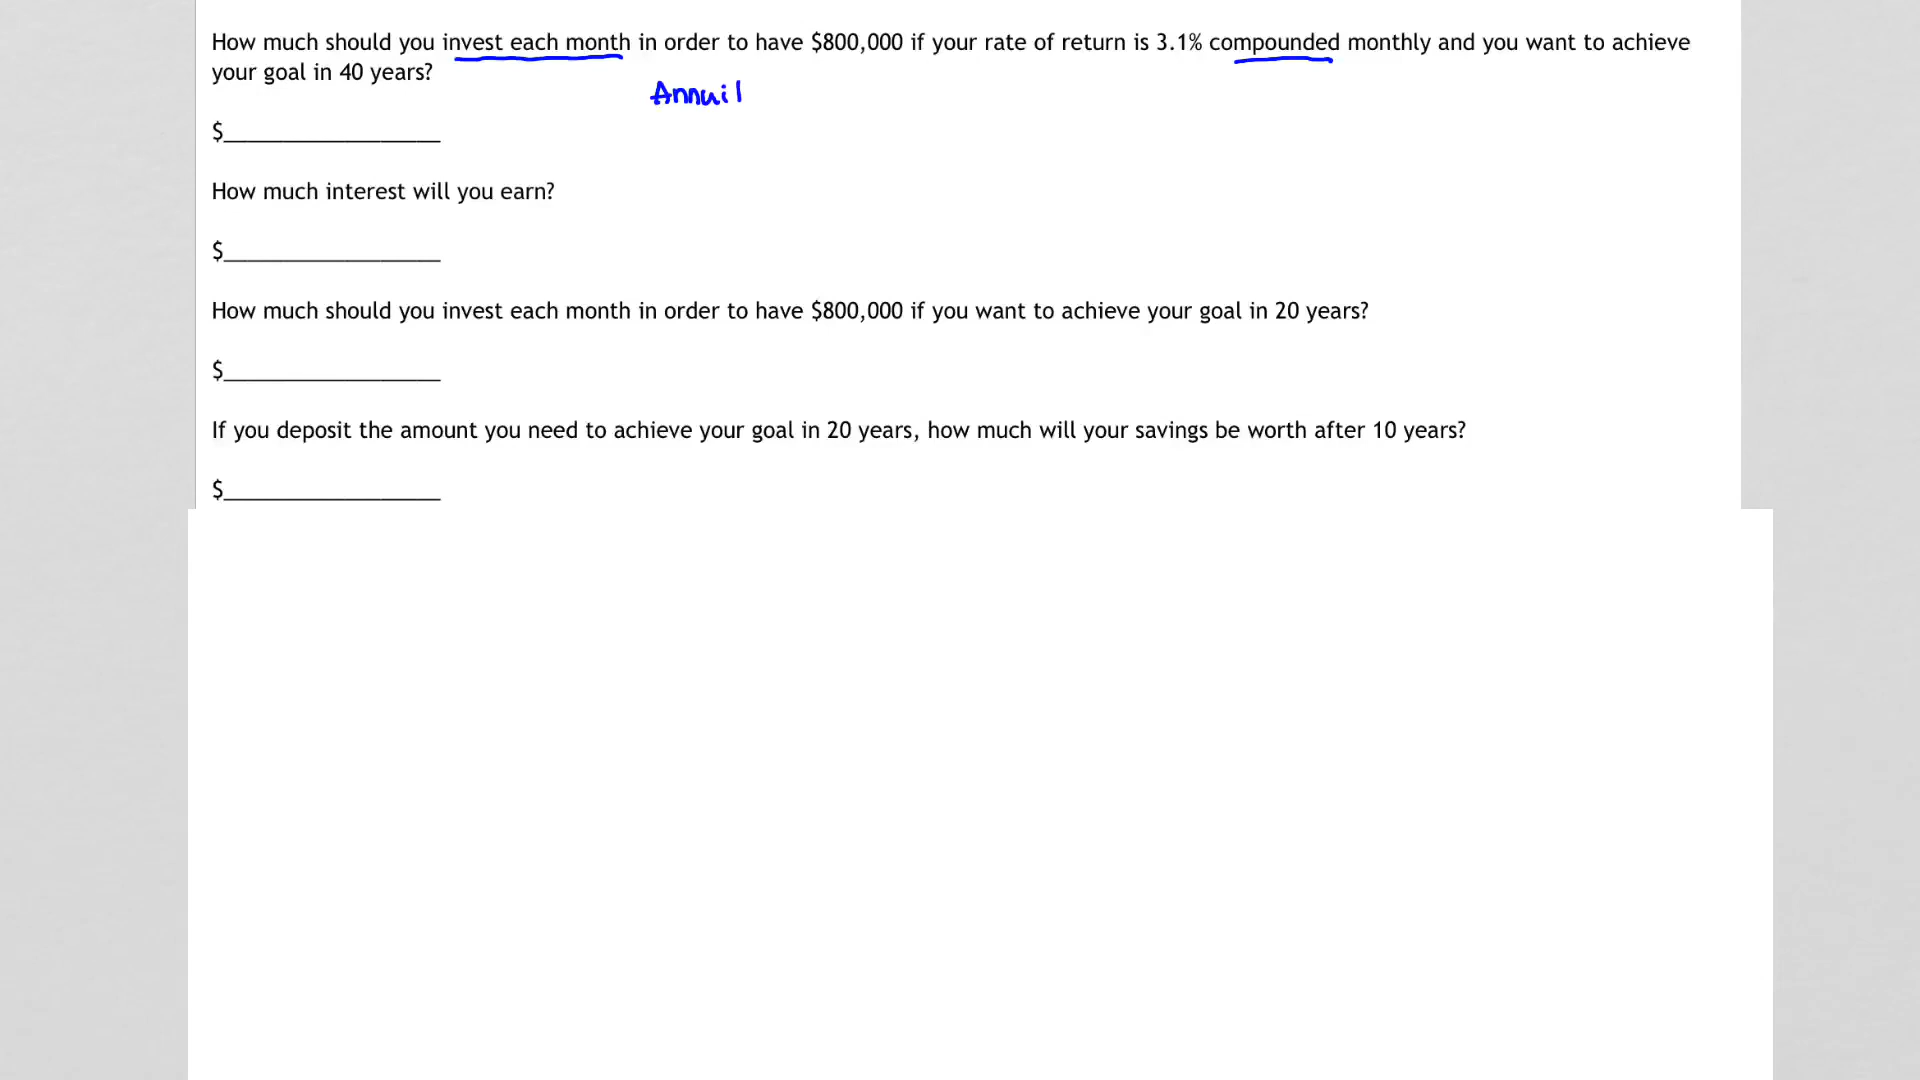 How much should you invest each month in order to have $800,000 if your rate of return is 3.1% compounded monthly and you want to achieve
your goal in 40 years?
Annuil
$__________________
How much interest will you earn?
$__________________
How much should you invest each month in order to have $800,000 if you want to achieve your goal in 20 years?
$__________________
If you deposit the amount you need to achieve your goal in 20 years, how much will your savings be worth after 10 years?
$__________________